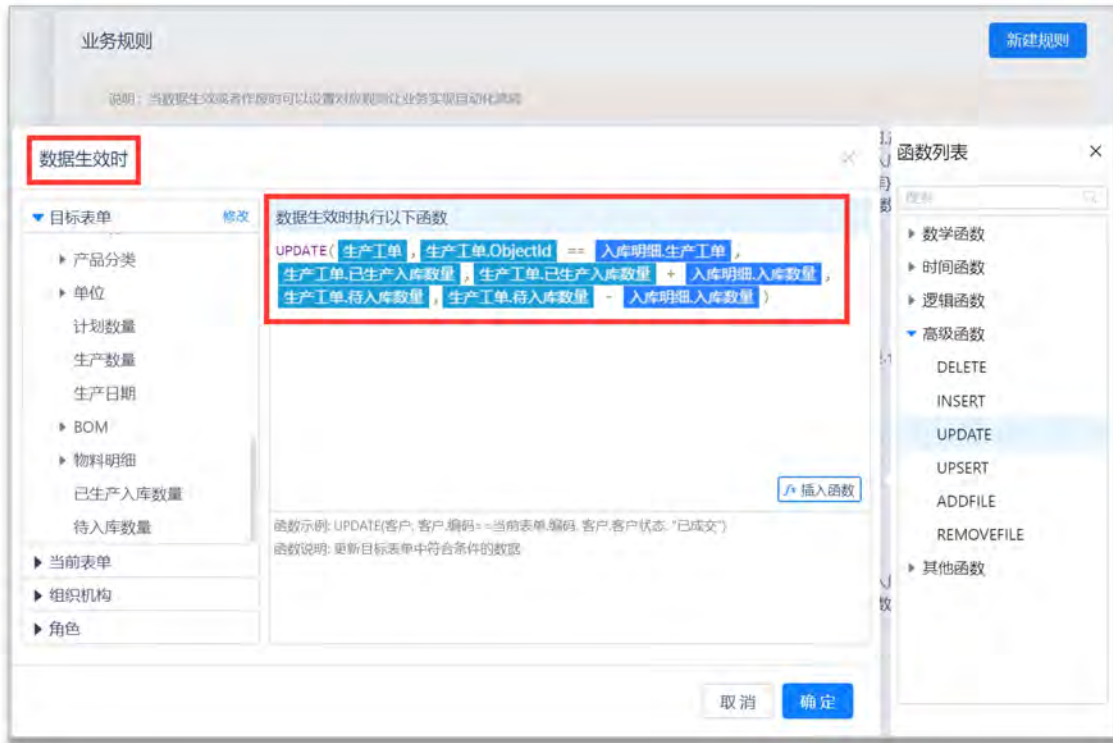 业务规则
新建规则
说明：当数据生效或者作废时可以设置对应规则让业务实现自动化流转
数据生效时
目标表单
修改
产品分类
单位
计划数量
生产数量
生产日期
BOM
物料明细
已生产入库数量
待入库数量
当前表单
组织机构
角色
数据生效时执行以下函数
UPDATE( 生产工单 , 生产工单.ObjectId == 入库明细.生产工单 ,
生产工单.已生产入库数量 , 生产工单.已生产入库数量 + 入库明细.入库数量 ,
生产工单.待入库数量 , 生产工单.待入库数量 - 入库明细.入库数量 )
fx 插入函数
函数示例: UPDATE(客户, 客户.编码==当前表单.编码, 客户.客户状态, "已成交")
函数说明: 更新目标表单中符合条件的数据
取消
确定
函数列表
搜索
数学函数
时间函数
逻辑函数
高级函数
DELETE
INSERT
UPDATE
UPSERT
ADDFILE
REMOVEFILE
其他函数